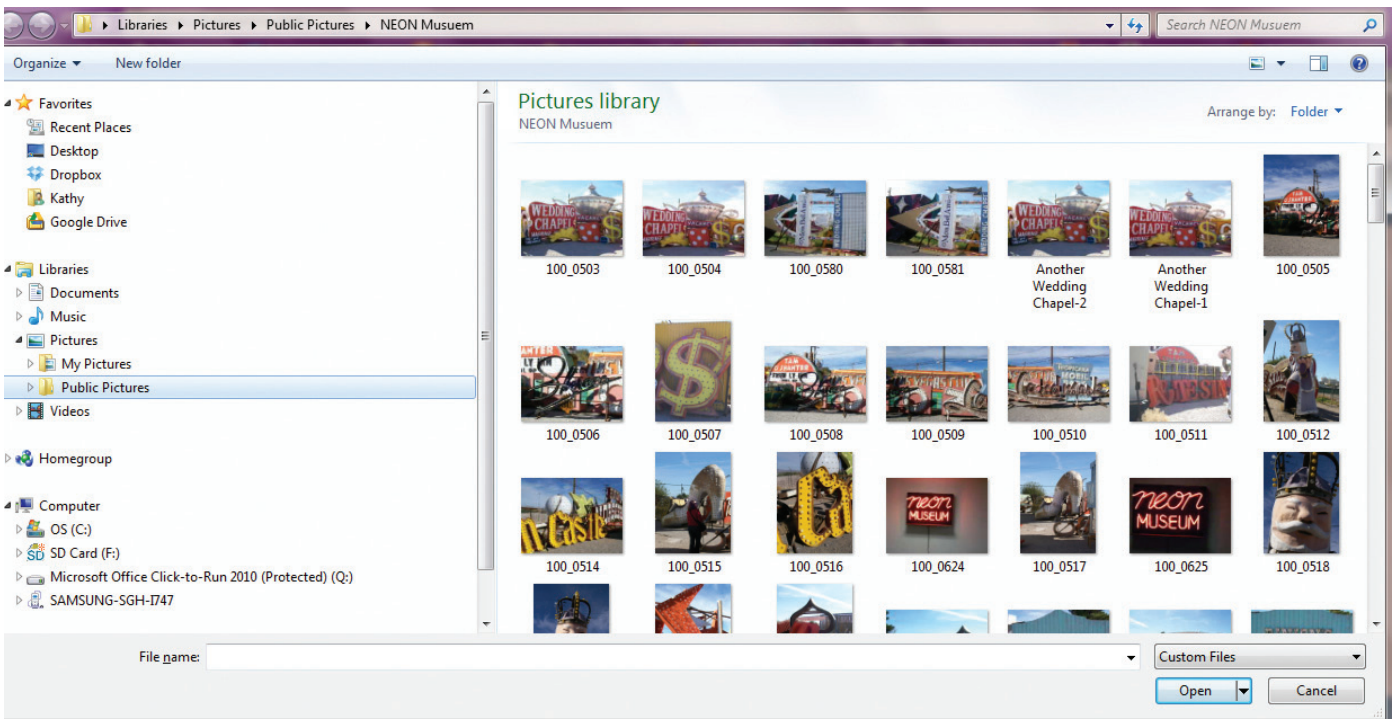 Libraries ▸ Pictures ▸ Public Pictures ▸ NEON Musuem
Search NEON Musuem
Organize
New folder
Favorites
Recent Places
Desktop
Dropbox
Kathy
Google Drive
Libraries
Documents
Music
Pictures
My Pictures
Public Pictures
Videos
Homegroup
Computer
OS (C:)
SD Card (F:)
Microsoft Office Click-to-Run 2010 (Protected) (Q:)
SAMSUNG-SGH-I747
Pictures library
NEON Musuem
Arrange by: Folder
WEDDING
CHAPEL
WEDDING
CHAPEL
WEDDING
CHAPEL
WEDDING
CHAPEL
100_0503 100_0504 100_0580 100_0581 Another Another 100_0505
Wedding Wedding
Chapel-2 Chapel-1
$
TAM
100_0506 100_0507 100_0508 100_0509 100_0510 100_0511 100_0512
neon
MUSEUM
neon
MUSEUM
100_0514 100_0515 100_0516 100_0624 100_0517 100_0625 100_0518
File name:
Custom Files
Open
Cancel